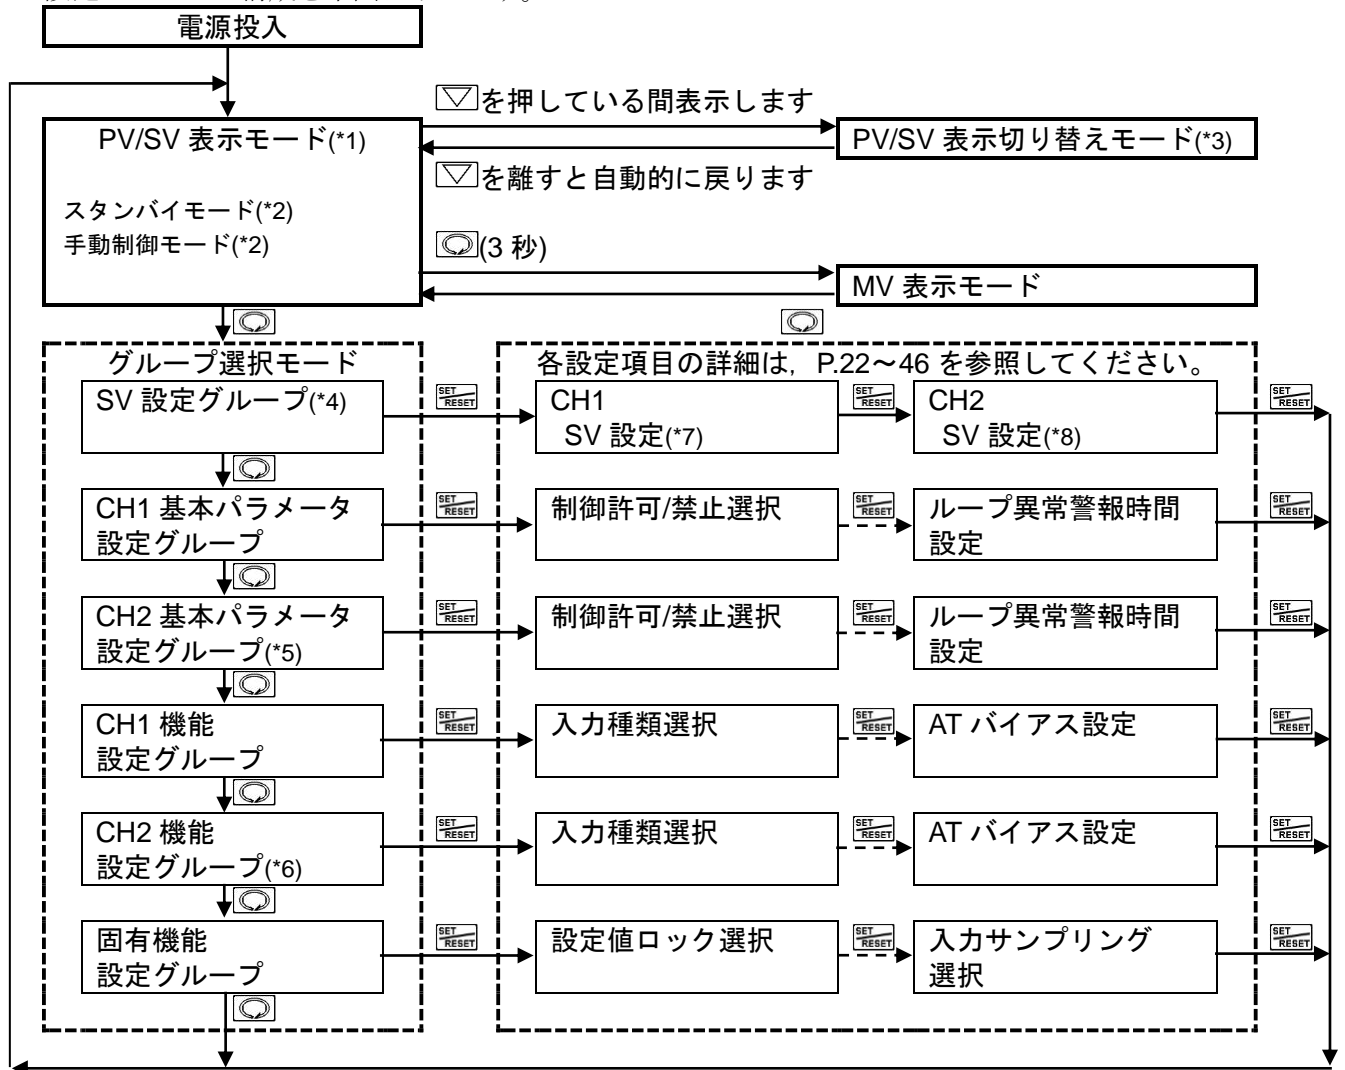 電源投入
を押している間表示します
PV/SV 表示モード(*1)
PV/SV 表示切り替えモード(*3)
を離すと自動的に戻ります
スタンバイモード(*2)
手動制御モード(*2)
(3 秒)
MV 表示モード
グループ選択モード
各設定項目の詳細は, P.22～46 を参照してください。
SV 設定グループ(*4)
SET
RESET
CH1
SV 設定(*7)
SET
RESET
CH2
SV 設定(*8)
SET
RESET
CH1 基本パラメータ
設定グループ
SET
RESET
制御許可/禁止選択
SET
RESET
ループ異常警報時間
設定
SET
RESET
CH2 基本パラメータ
設定グループ(*5)
SET
RESET
制御許可/禁止選択
SET
RESET
ループ異常警報時間
設定
SET
RESET
CH1 機能
設定グループ
SET
RESET
入力種類選択
SET
RESET
AT バイアス設定
SET
RESET
CH2 機能
設定グループ(*6)
SET
RESET
入力種類選択
SET
RESET
AT バイアス設定
SET
RESET
固有機能
設定グループ
SET
RESET
設定値ロック選択
SET
RESET
入力サンプリング
選択
SET
RESET